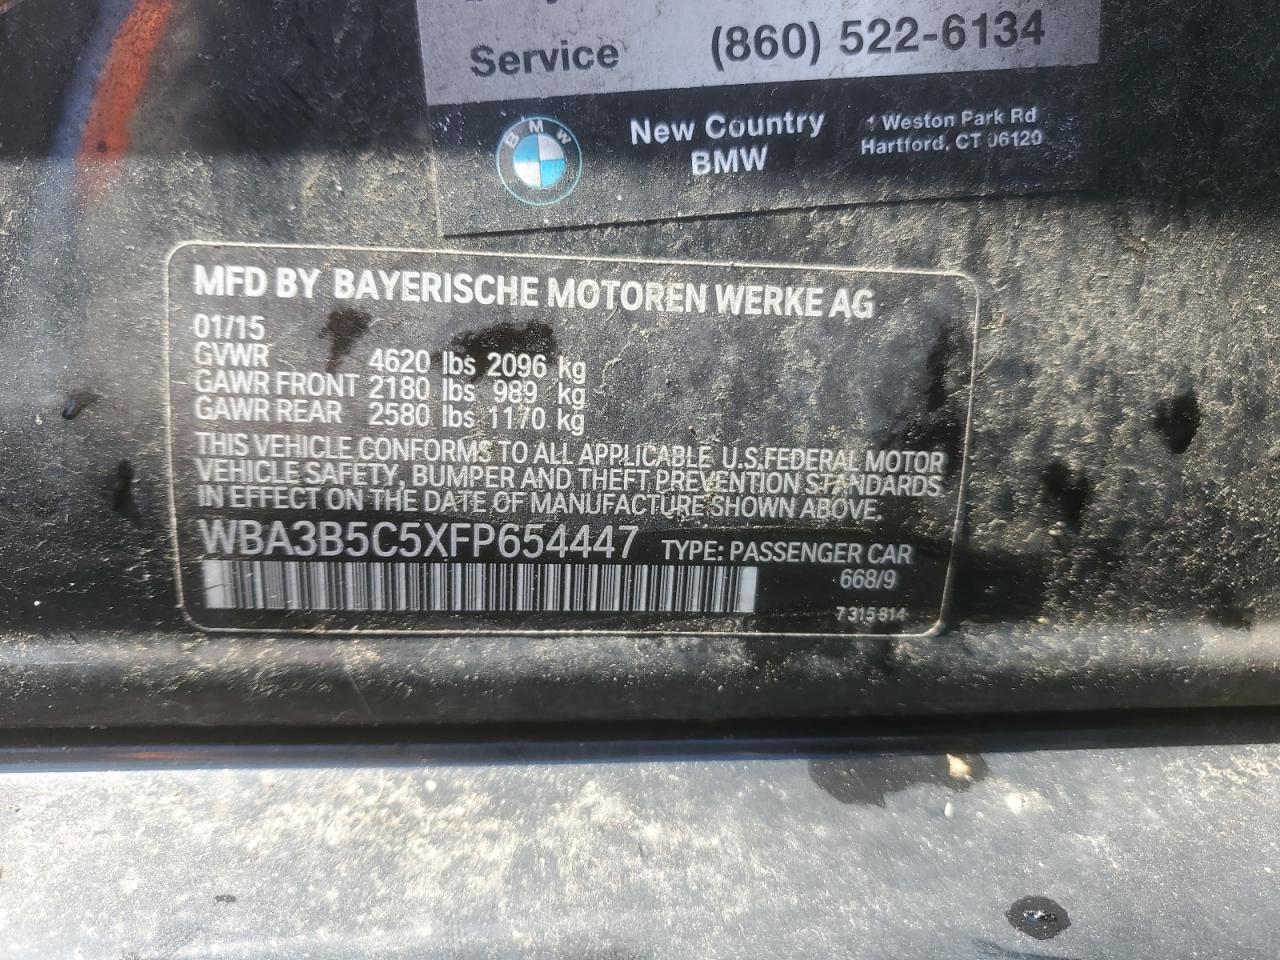 Service (860) 522-6134
BMW
New Country BMW
1 Weston Park Rd
Hartford, CT 06120
MFD BY BAYERISCHE MOTOREN WERKE AG
01/15
GVWR 4620 lbs 2096 kg
GAWR FRONT 2180 lbs 989 kg
GAWR REAR 2580 lbs 1170 kg
THIS VEHICLE CONFORMS TO ALL APPLICABLE U.S.FEDERAL MOTOR
VEHICLE SAFETY, BUMPER AND THEFT PREVENTION STANDARDS
IN EFFECT ON THE DATE OF MANUFACTURE SHOWN ABOVE.
WBA3B5C5XFP654447 TYPE: PASSENGER CAR
668/9
7 315 814